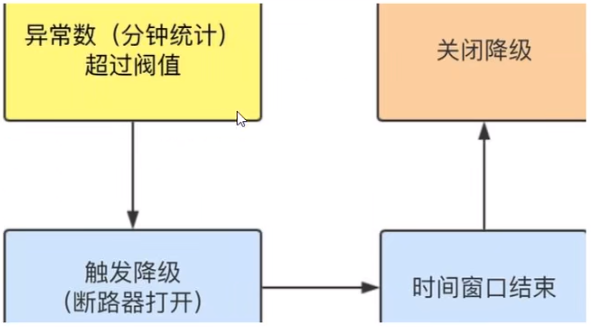 异常数（分钟统计）
超过阀值
关闭降级
触发降级
（断路器打开）
时间窗口结束